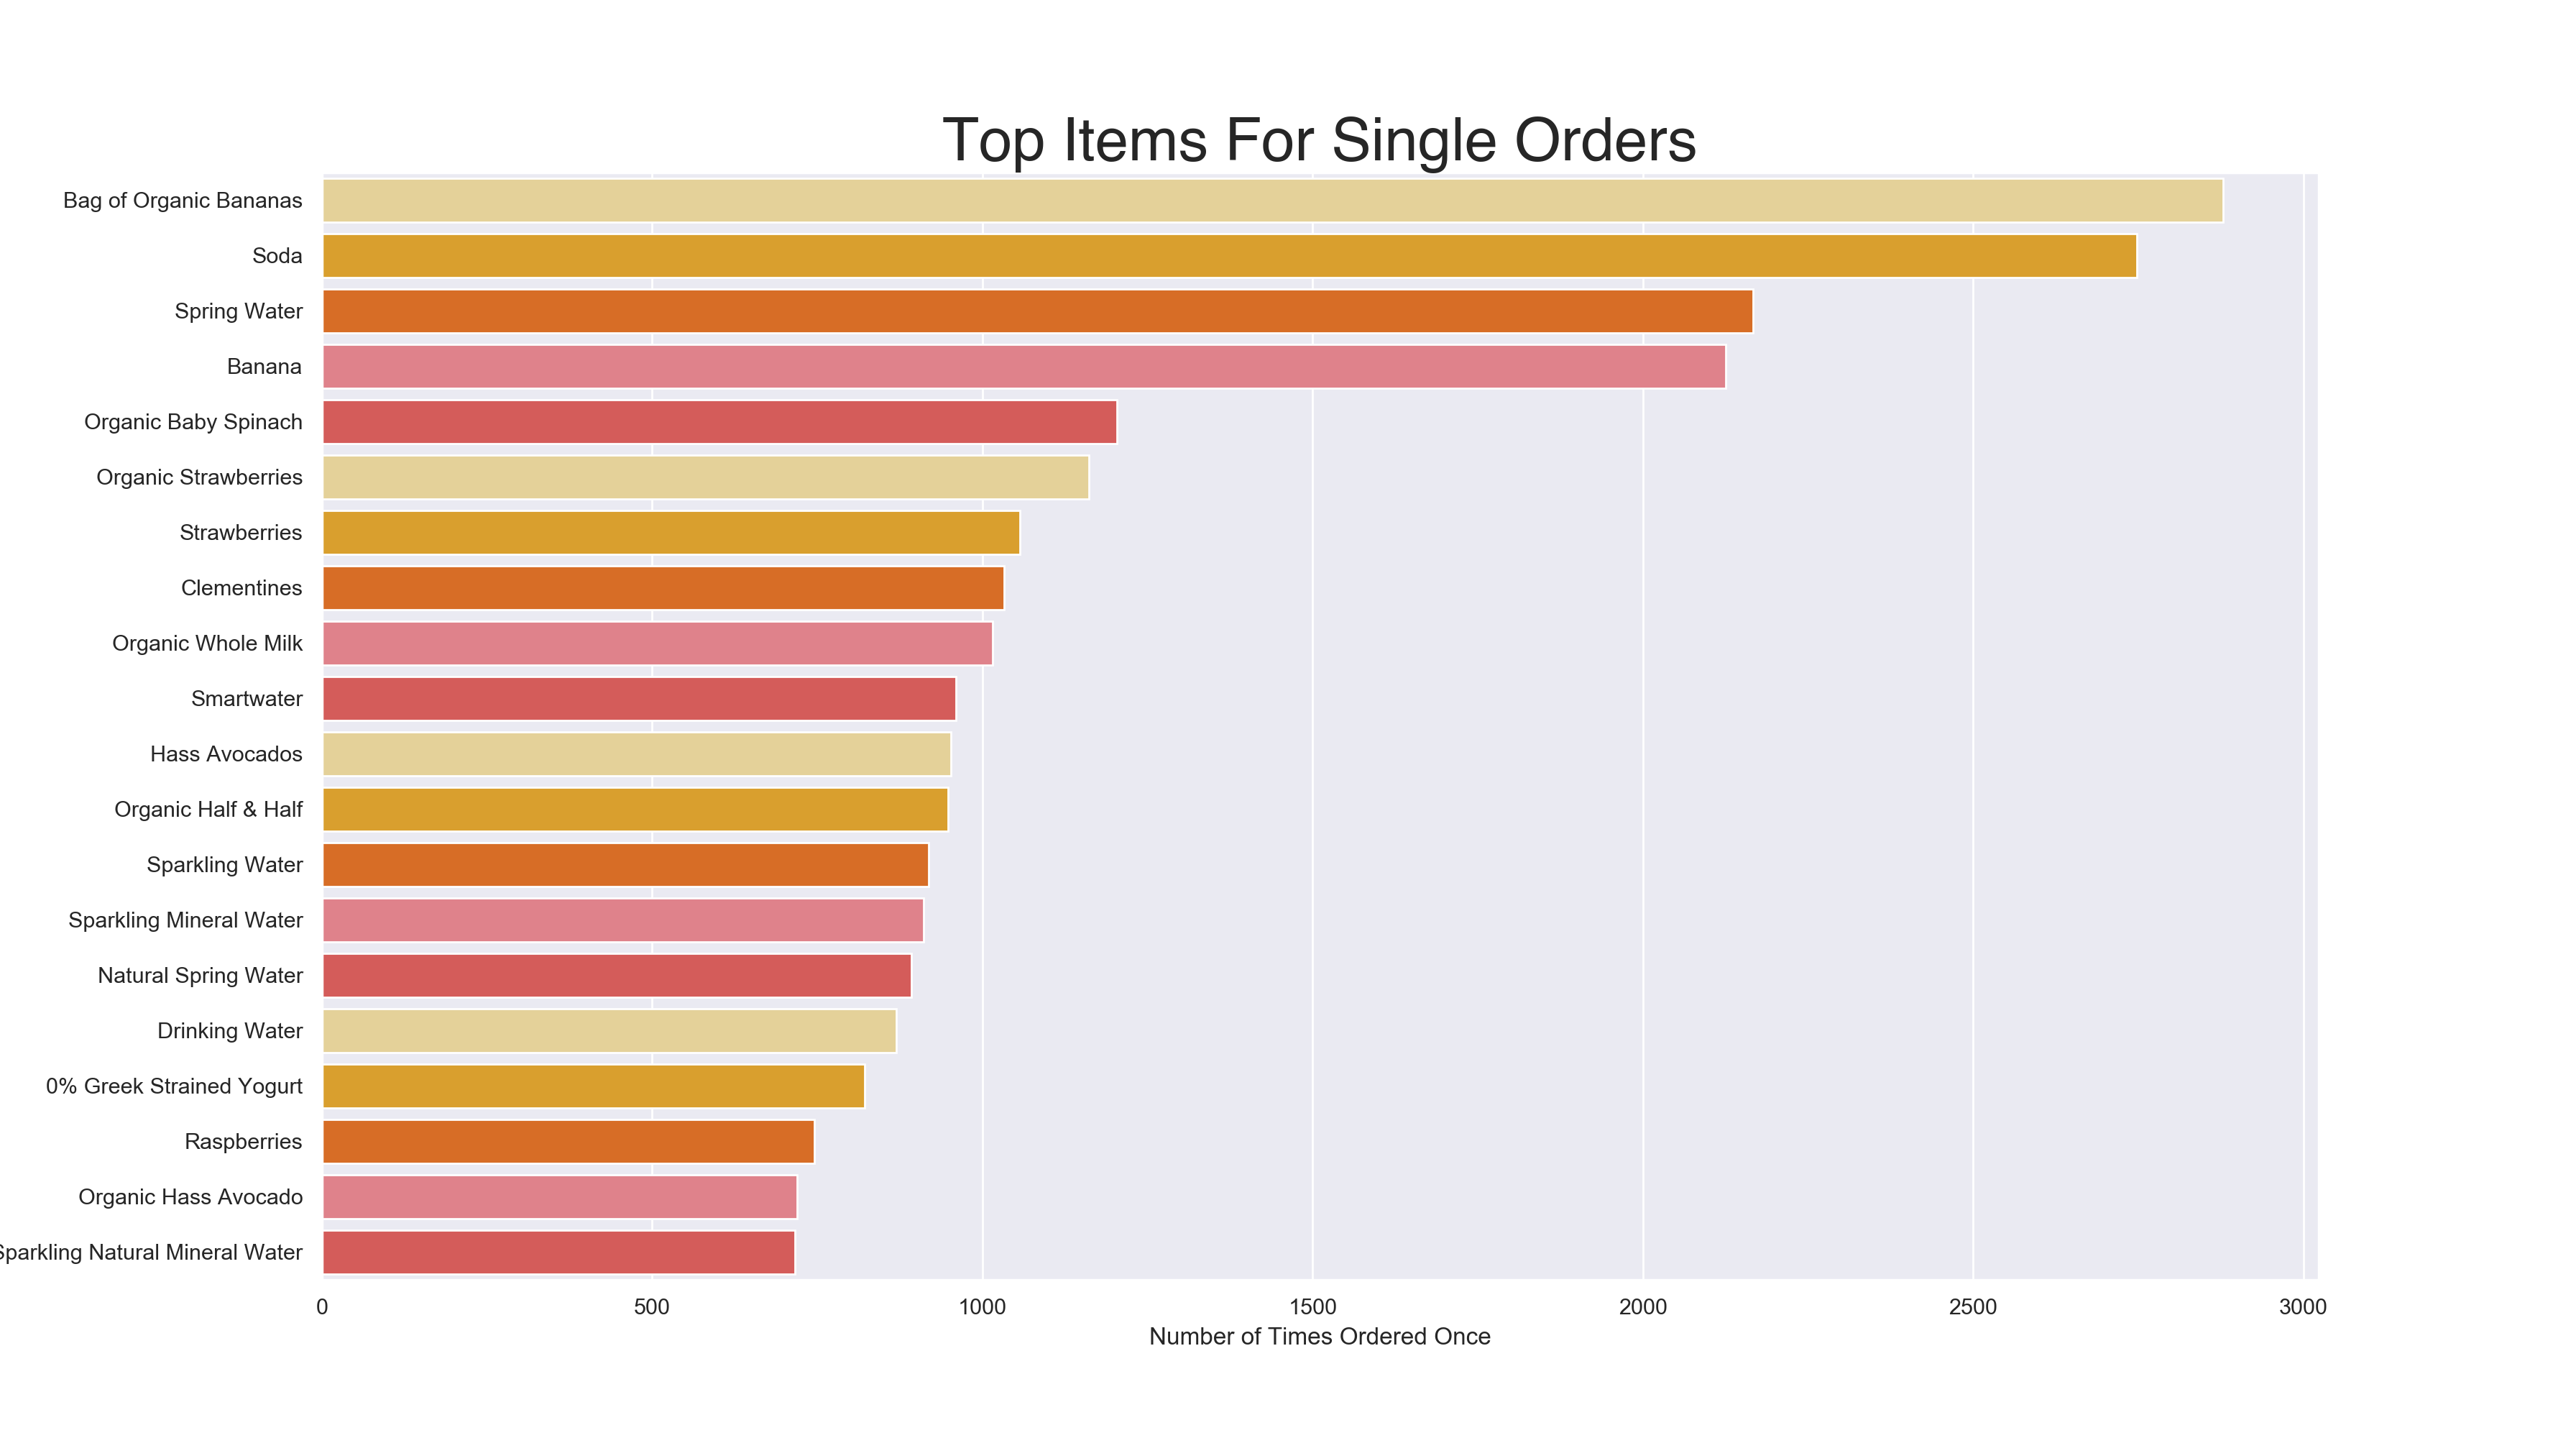 Top Items For Single Orders
Bag of Organic Bananas
Soda
Spring Water
Banana
Organic Baby Spinach
Organic Strawberries
Strawberries
Clementines
Organic Whole Milk
Smartwater
Hass Avocados
Organic Half & Half
Sparkling Water
Sparkling Mineral Water
Natural Spring Water
Drinking Water
0% Greek Strained Yogurt
Raspberries
Organic Hass Avocado
Sparkling Natural Mineral Water
0 500 1000 1500 2000 2500 3000
Number of Times Ordered Once